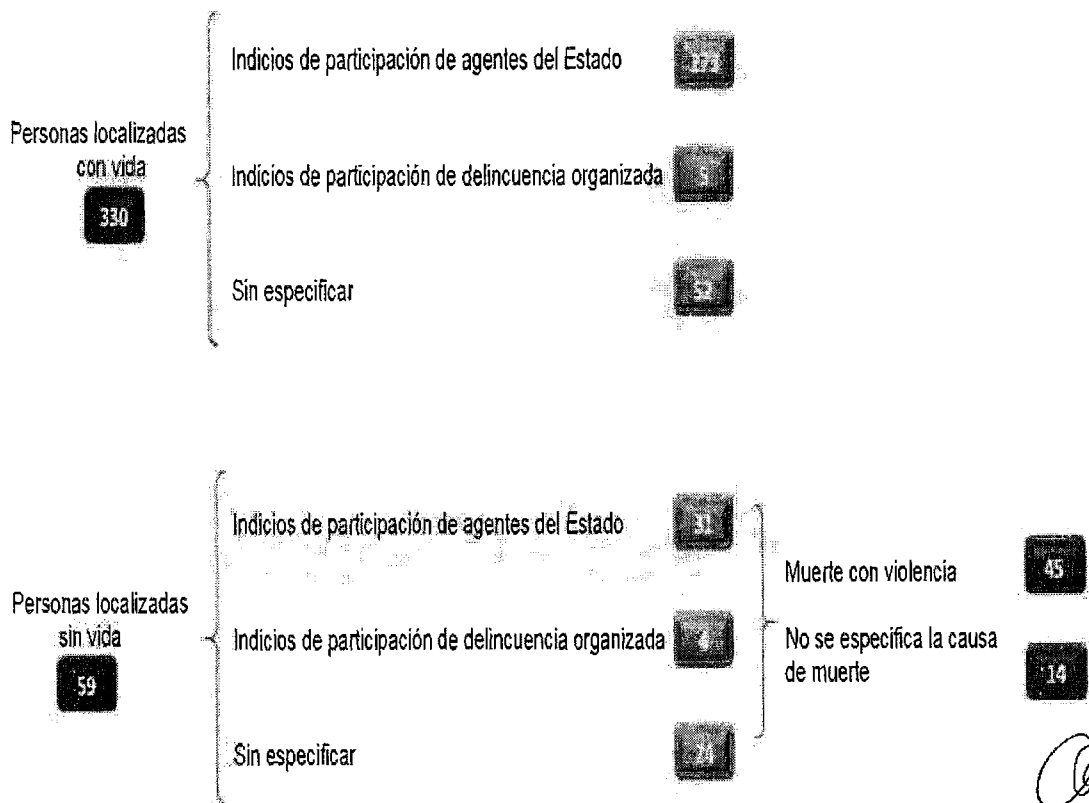 Indicios de participación de agentes del Estado 273
Personas localizadas
con vida
330
Indicios de participación de delincuencia organizada 5
Sin especificar 52
Indicios de participación de agentes del Estado 31
Muerte con violencia 45
Personas localizadas
sin vida
59
Indicios de participación de delincuencia organizada 4
No se especifica la causa
de muerte 14
Sin especificar 24